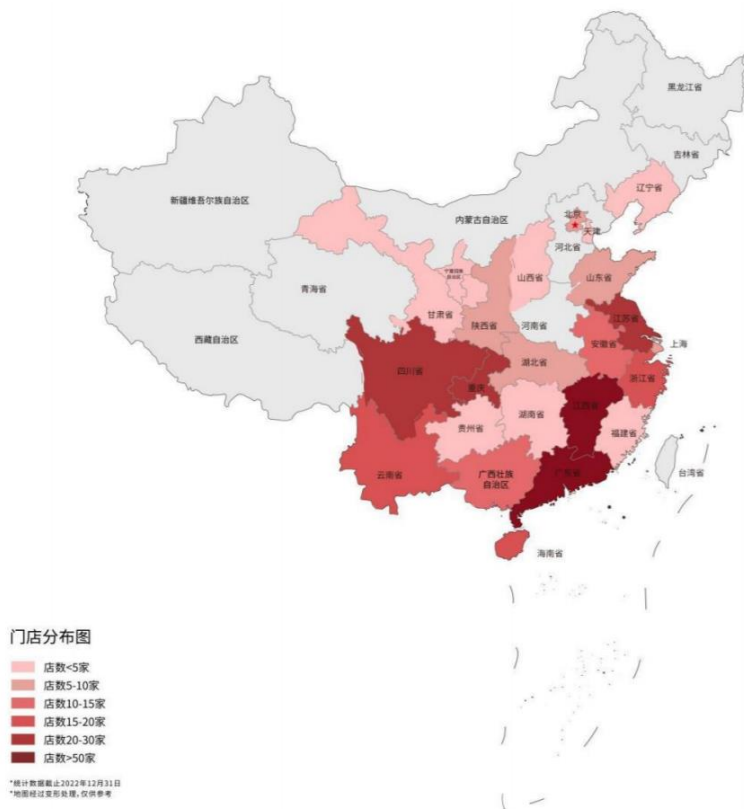 黑龙江省
吉林省
辽宁省
新疆维吾尔族自治区
内蒙古自治区
北京
天津
河北省
山西省
山东省
宁夏回族
自治区
青海省
甘肃省
陕西省
河南省
江苏省
西藏自治区
安徽省
上海
湖北省
四川省
重庆
浙江省
江西省
湖南省
贵州省
福建省
云南省
广西壮族
自治区
广东省
台湾省
海南省
门店分布图
店数<5家
店数5-10家
店数10-15家
店数15-20家
店数20-30家
店数>50家
*统计数据截止2022年12月31日
*地图经过变形处理,仅供参考